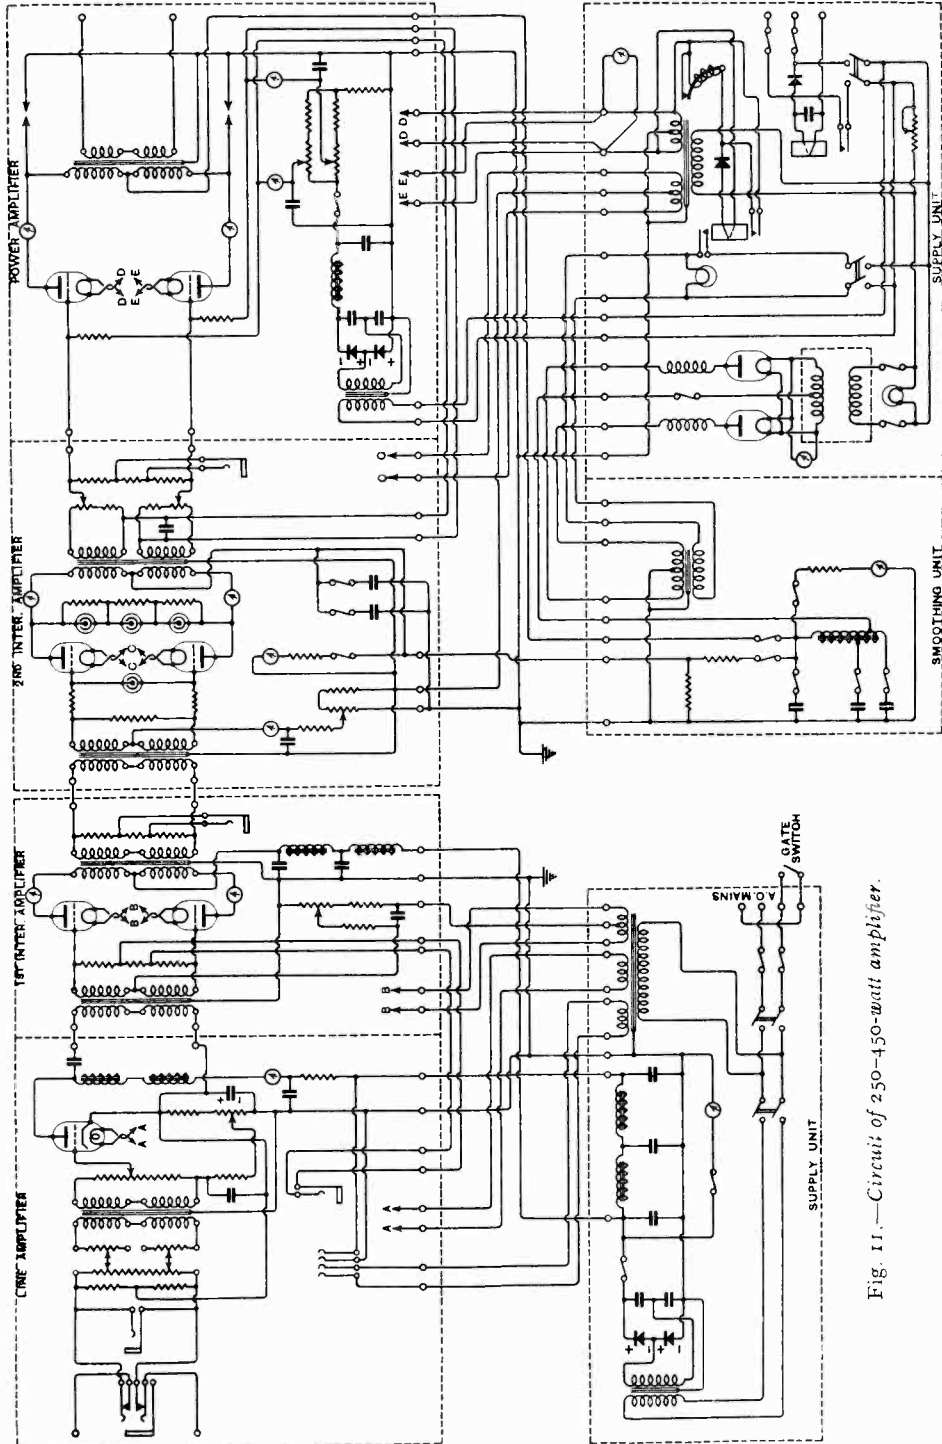 LINE AMPLIFIER
1ST INTER. AMPLIFIER
2ND INTER. AMPLIFIER
POWER AMPLIFIER
A
A
B
B
C
C
D
D
E
E
+
-
A
A
B
B
C
C
E E
A D D
-
+
-
+
+
-
+
-
A.C. MAINS
GATE
SWITCH
SUPPLY UNIT
SMOOTHING UNIT
SUPPLY UNIT
Fig. 11.—Circuit of 250-450-watt amplifier.